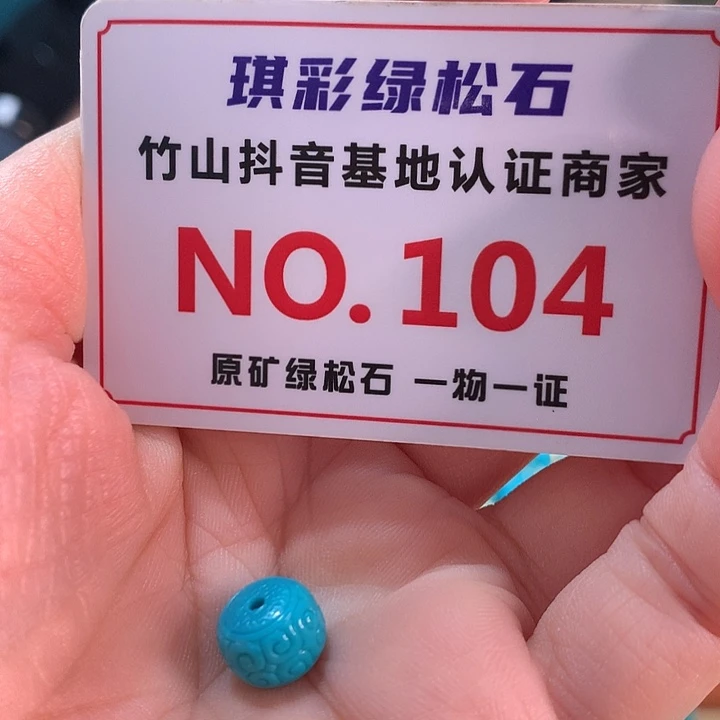 琪彩绿松石
竹山抖音基地认证商家
NO.104
原矿绿松石 一物一证